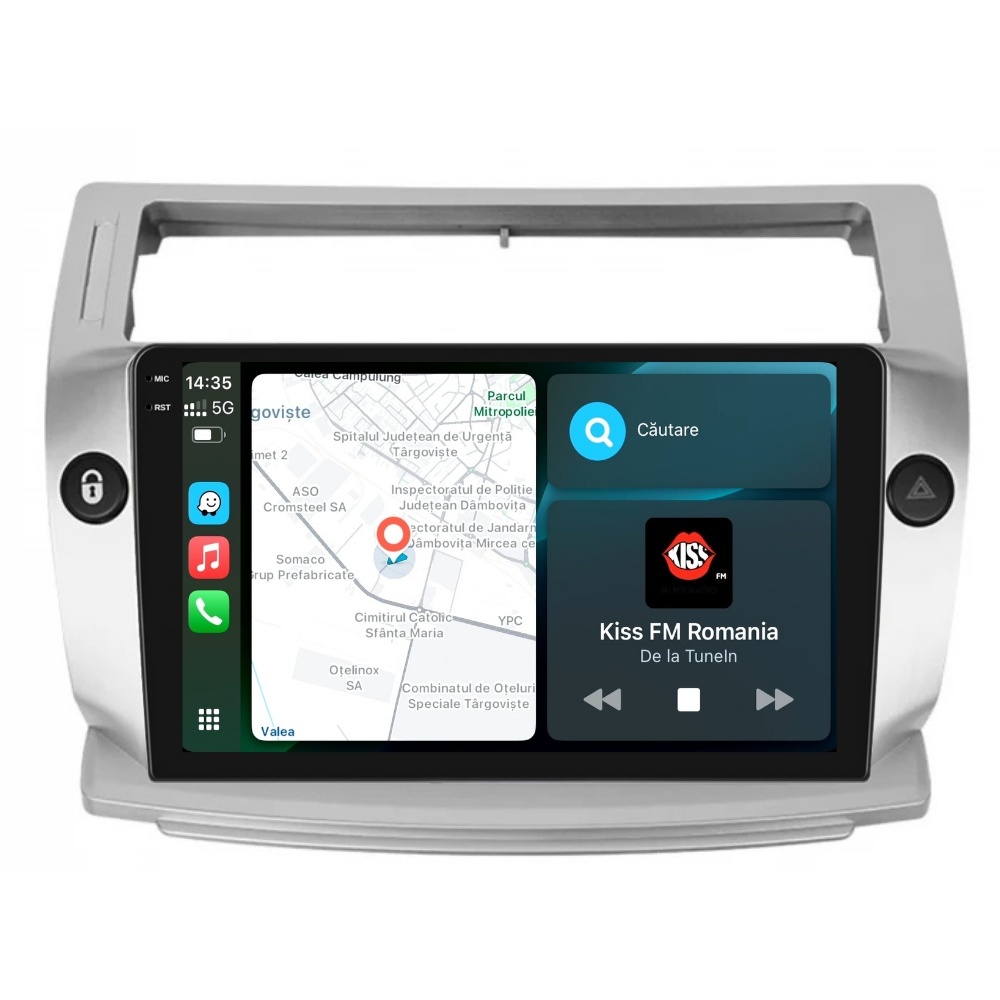 MIC
RST
14:35
5G
Calea Câmpulung
goviște
Parcul
Mitropoliei
Spitalul Județean de Urgență
Târgoviște
imet 2
ASO
Cromsteel SA
Inspectoratul de Poliție
Județean Dâmbovița
ectoratul de Jandarm
Dâmbovița Mircea ce
Somaco
Grup Prefabricate
Cimitirul Catolic
Sfânta Maria
YPC
Oțelinox
SA
Combinatul de Oțeluri
Speciale Târgoviște
Valea
Căutare
KISS
FM
Kiss FM Romania
De la TuneIn